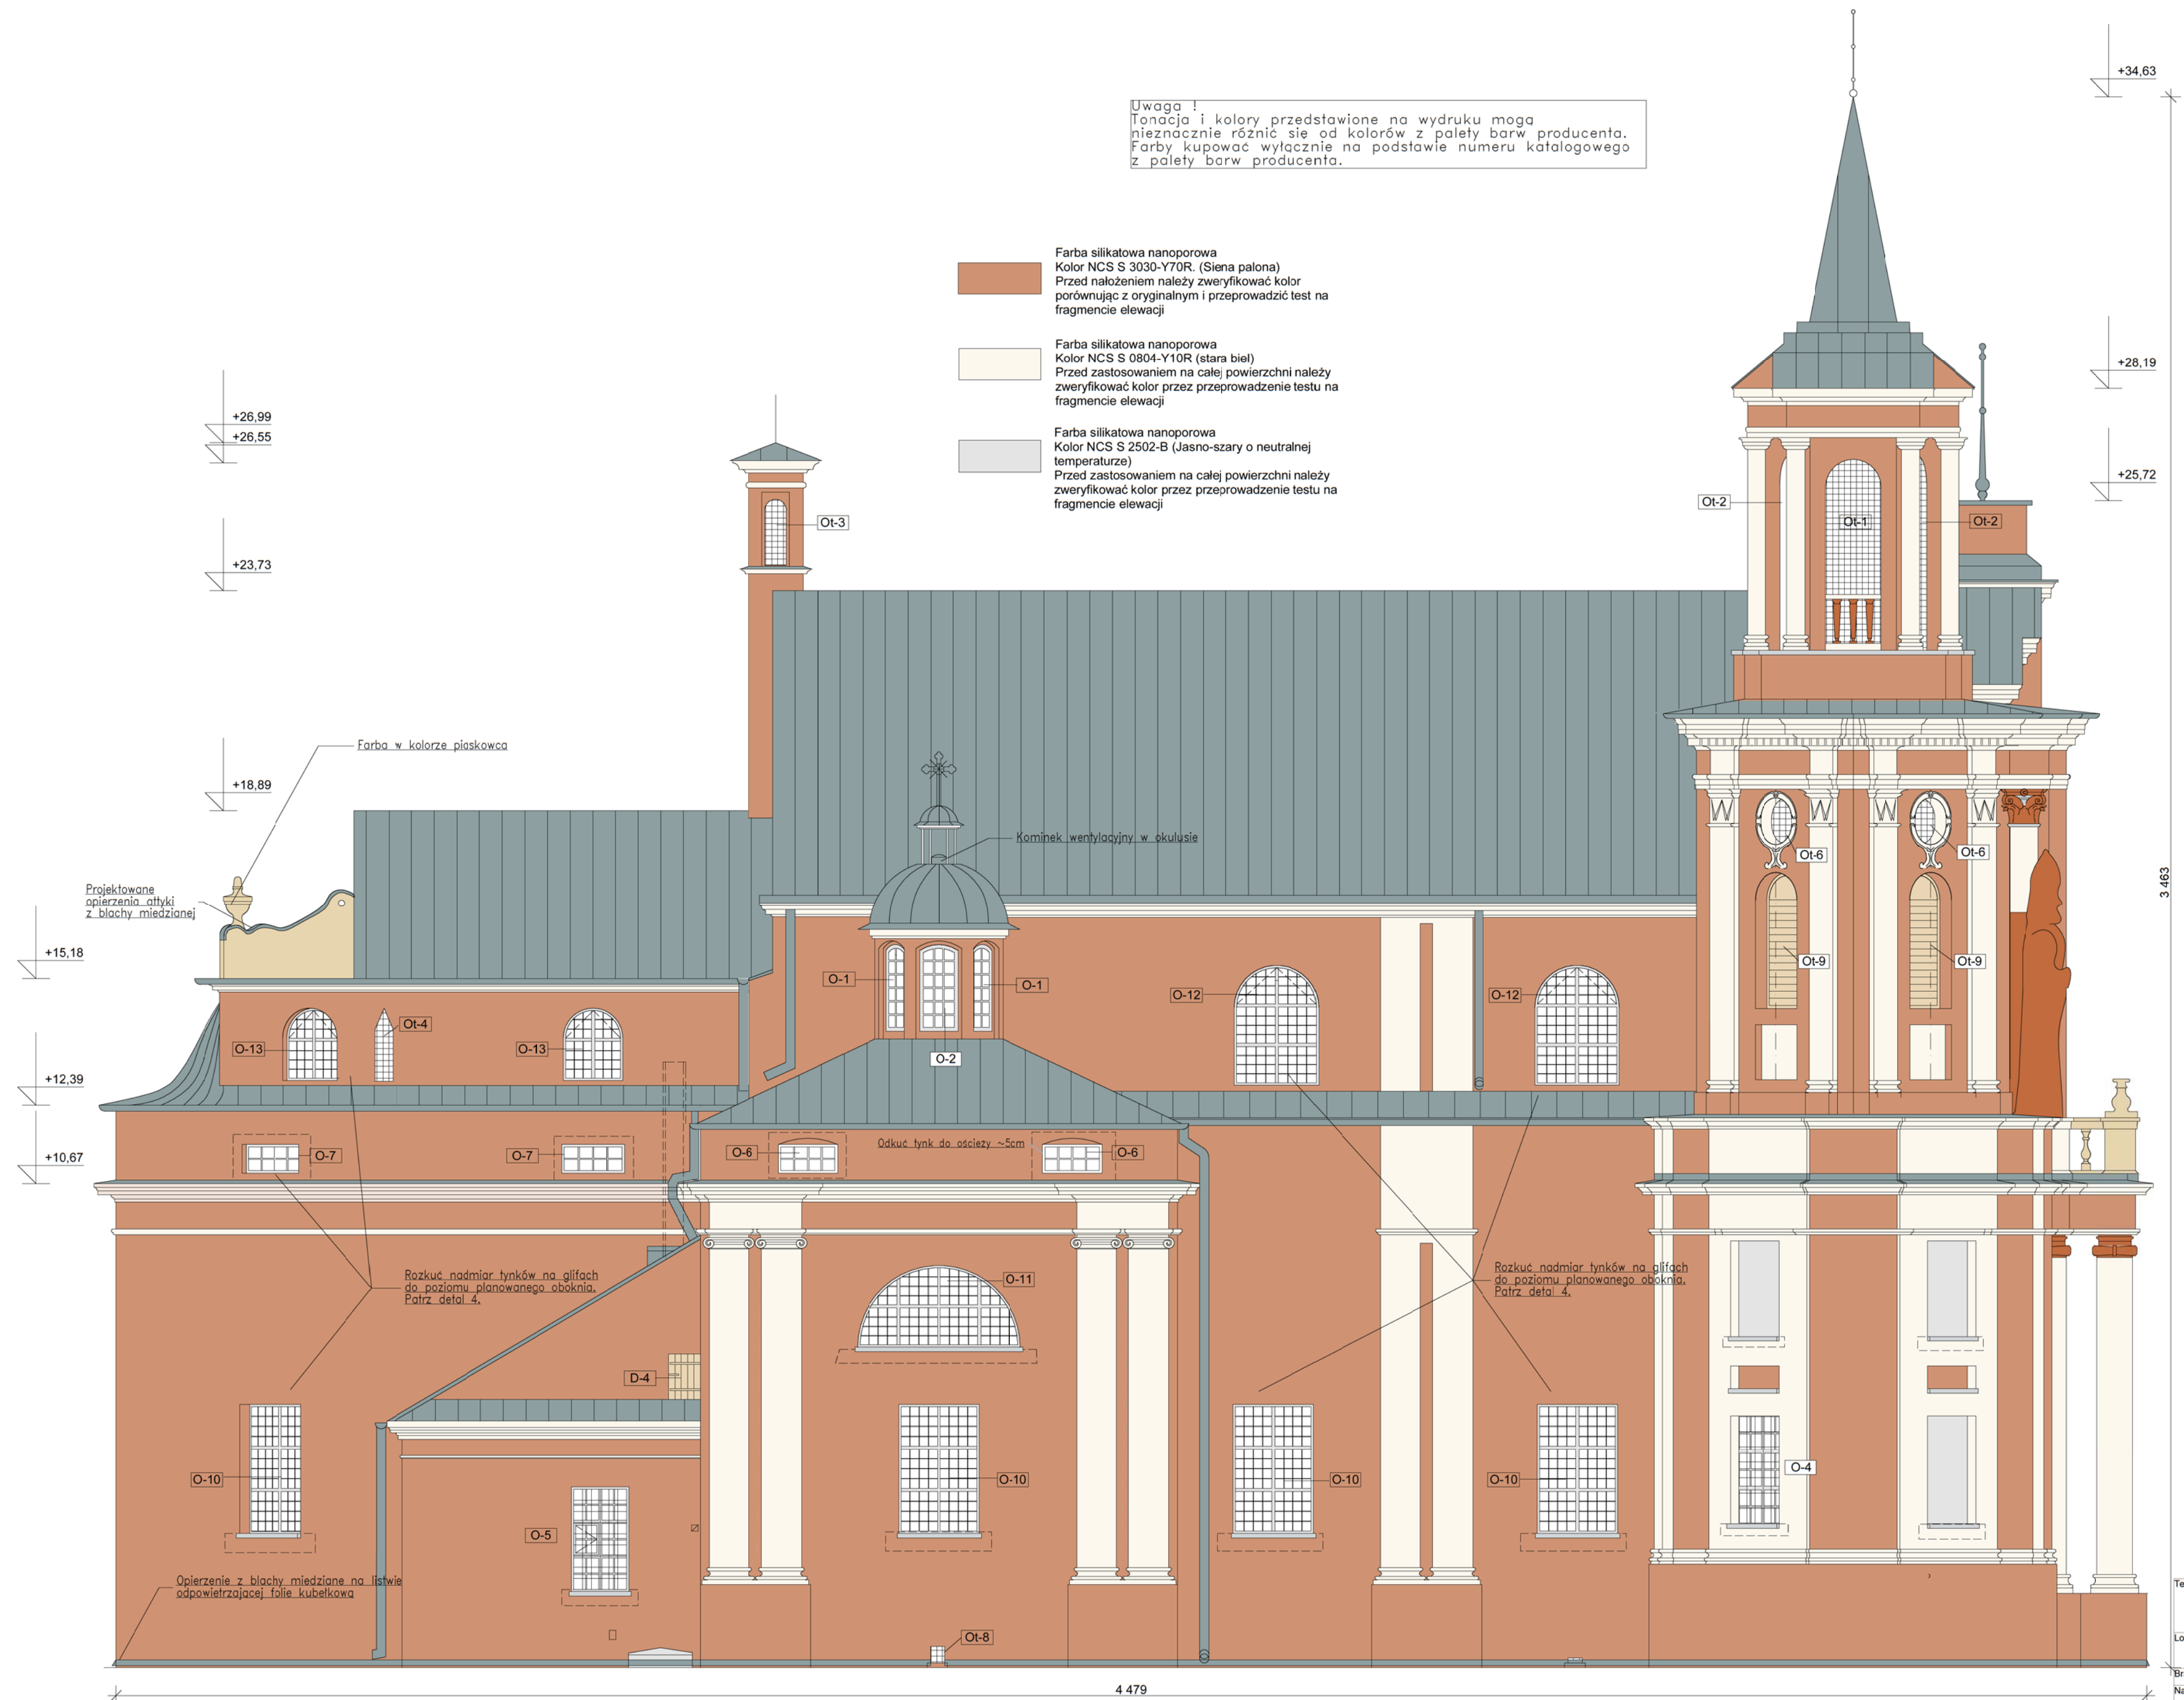 +34,63
Uwaga !
Tonacja i kolory przedstawione na wydruku mogą
nieznacznie różnić się od kolorów z palety barw producenta.
Farby kupować wyłącznie na podstawie numeru katalogowego
z palety barw producenta.
Farba silikatowa nanoporowa
Kolor NCS S 3030-Y70R. (Siena palona)
Przed nałożeniem należy zweryfikować kolor
porównując z oryginalnym i przeprowadzić test na
fragmencie elewacji
Farba silikatowa nanoporowa
Kolor NCS S 0804-Y10R (stara biel)
Przed zastosowaniem na całej powierzchni należy
zweryfikować kolor przez przeprowadzenie testu na
fragmencie elewacji
Farba silikatowa nanoporowa
Kolor NCS S 2502-B (Jasno-szary o neutralnej
temperaturze)
Przed zastosowaniem na całej powierzchni należy
zweryfikować kolor przez przeprowadzenie testu na
fragmencie elewacji
+28,19
+26,99
+26,55
+25,72
Ot-2
Ot-1
Ot-2
Ot-3
+23,73
Farba w kolorze piaskowca
+18,89
Kominek wentylacyjny w okulusie
Ot-6
Ot-6
3 463
Projektowane
opierzenia attyki
z blachy miedzianej
+15,18
O-1
O-1
O-12
O-12
Ot-9
Ot-9
Ot-4
O-13
O-13
O-2
+12,39
+10,67
O-7
O-7
O-6
Odkuć tynk do ościeży ~5cm
O-6
Rozkuć nadmiar tynków na glifach
do poziomu planowanego oboknia.
Patrz detal 4.
O-11
Rozkuć nadmiar tynków na glifach
do poziomu planowanego oboknia.
Patrz detal 4.
D-4
O-10
O-10
O-10
O-10
O-4
O-5
Opierzenie z blachy miedziane na listwie
odpowietrzającej folie kubełkową
Ot-8
4 479
Te
Lo
Br